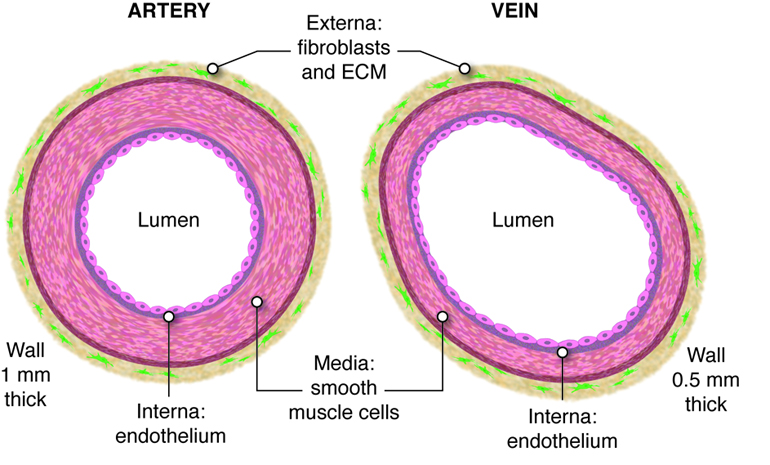 ARTERY
VEIN
Externa:
fibroblasts
and ECM
Lumen
Lumen
Wall
1 mm
thick
Interna:
endothelium
Media:
smooth
muscle cells
Interna:
endothelium
Wall
0.5 mm
thick